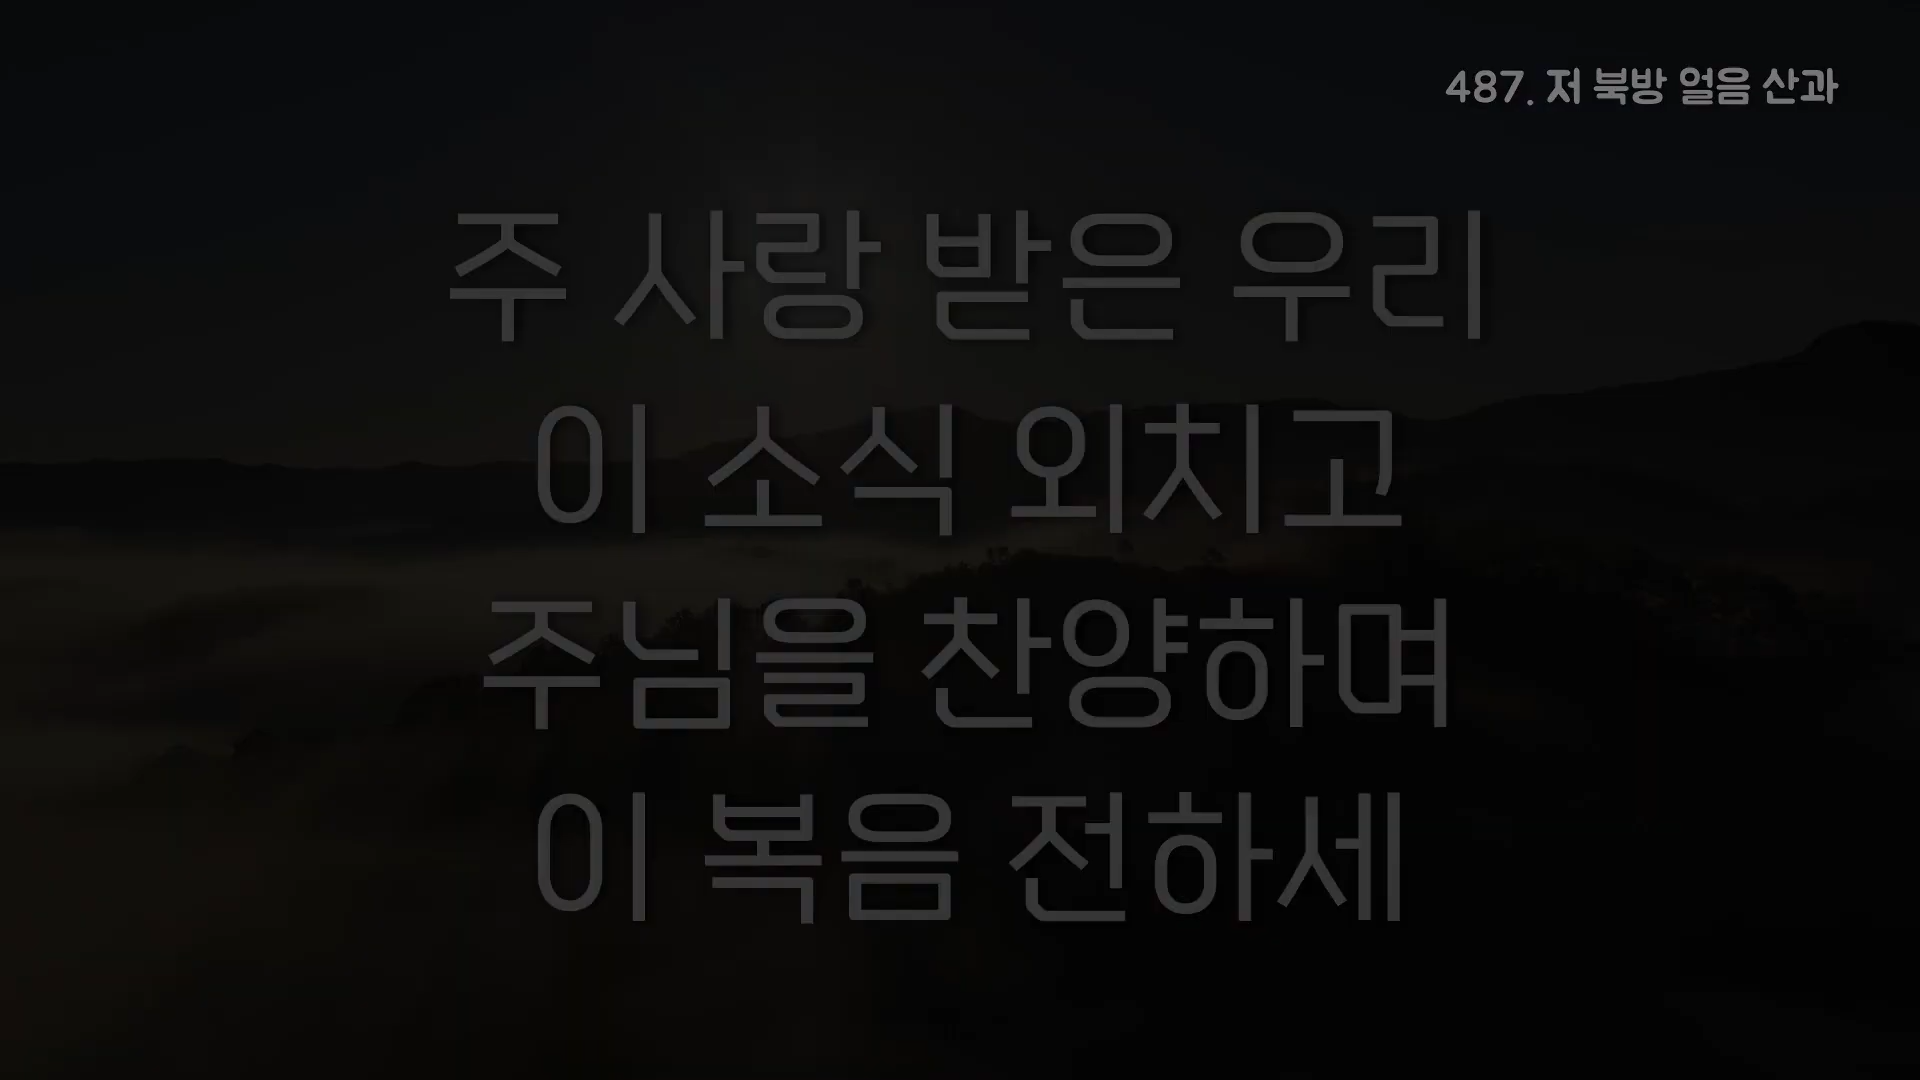 487. 저 북방 얼음 산과
주 사랑 받은 우리
이 소식 외치고
주님을 찬양하며
이 복음 전하세